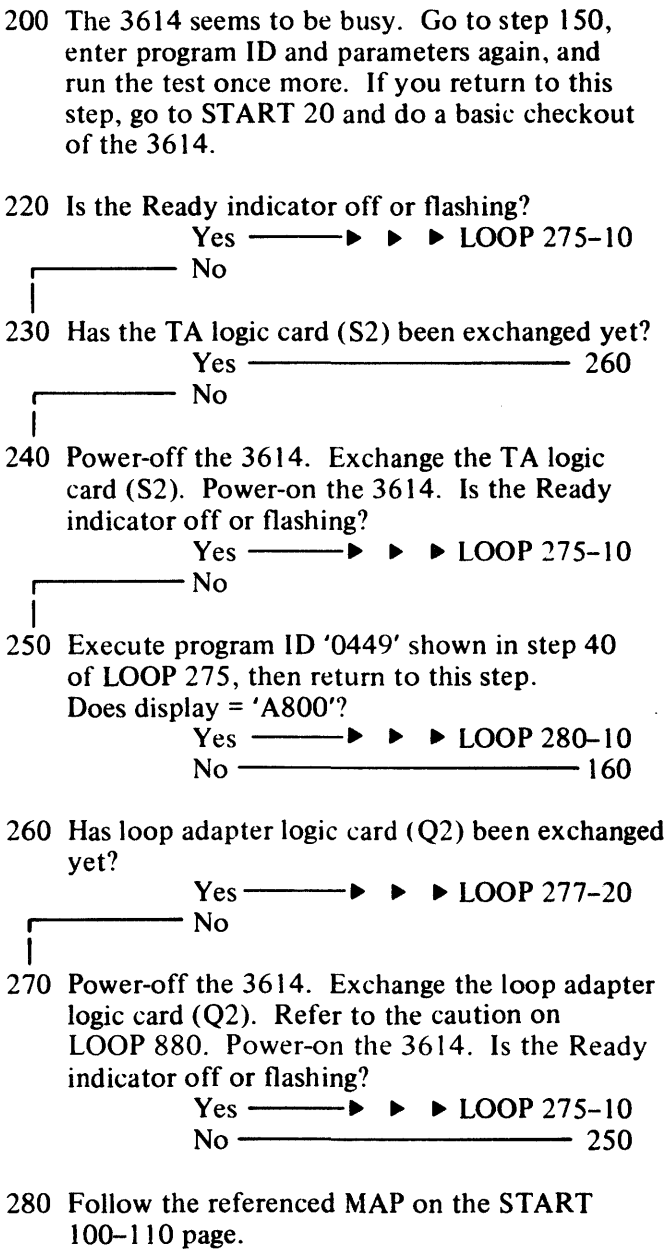 200 The 3614 seems to be busy. Go to step 150,
enter program ID and parameters again, and
run the test once more. If you return to this
step, go to START 20 and do a basic checkout
of the 3614.
220 Is the Ready indicator off or flashing?
Yes ► ► ► LOOP 275–10
No
230 Has the TA logic card (S2) been exchanged yet?
Yes 260
No
240 Power-off the 3614. Exchange the TA logic
card (S2). Power-on the 3614. Is the Ready
indicator off or flashing?
Yes ► ► ► LOOP 275–10
No
250 Execute program ID '0449' shown in step 40
of LOOP 275, then return to this step.
Does display = 'A800'?
Yes ► ► ► LOOP 280–10
No 160
260 Has loop adapter logic card (Q2) been exchanged
yet?
Yes ► ► ► LOOP 277–20
No
270 Power-off the 3614. Exchange the loop adapter
logic card (Q2). Refer to the caution on
LOOP 880. Power-on the 3614. Is the Ready
indicator off or flashing?
Yes ► ► ► LOOP 275–10
No 250
280 Follow the referenced MAP on the START
100–110 page.